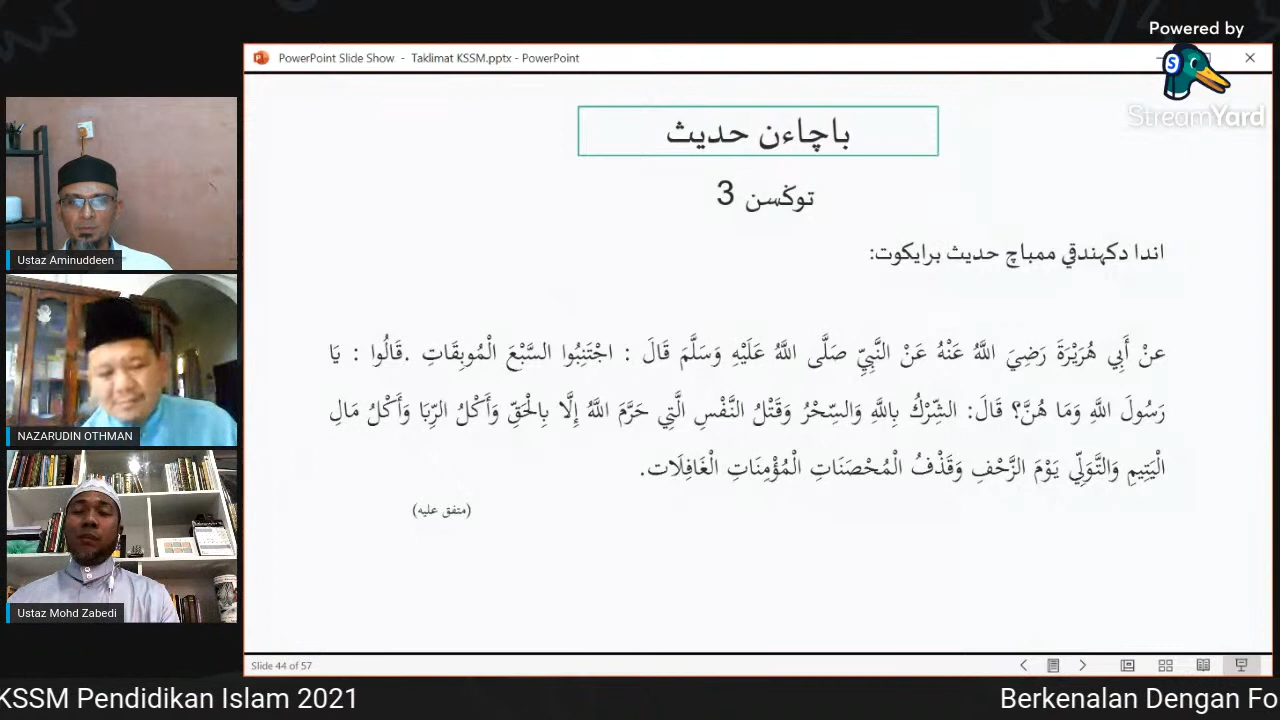 Powered by
StreamYard
PowerPoint Slide Show - Taklimat KSSM.pptx - PowerPoint
باچاءن حديث
توݢسن 3
اندا دكهندقي ممباچ حديث برايكوت:
عنْ أَبِي هُرَيْرَةَ رَضِيَ اللَّهُ عَنْهُ عَنْ النَّبِيِّ صَلَّى اللَّهُ عَلَيْهِ وَسَلَّمَ قَالَ : اجْتَنِبُوا السَّبْعَ الْمُوبِقَاتِ .قَالُوا : يَا
رَسُولَ اللَّهِ وَمَا هُنَّ؟ قَالَ: الشِّرْكُ بِاللَّهِ وَالسِّحْرُ وَقَتْلُ النَّفْسِ الَّتِي حَرَّمَ اللَّهُ إِلَّا بِالْحَقِّ وَأَكْلُ الرِّبَا وَأَكْلُ مَالِ
الْيَتِيمِ وَالتَّوَلِّي يَوْمَ الزَّحْفِ وَقَذْفُ الْمُحْصَنَاتِ الْمُؤْمِنَاتِ الْغَافِلَات.
(متفق عليه)
Slide 44 of 57
Ustaz Aminuddeen
NAZARUDIN OTHMAN
Ustaz Mohd Zabedi
KSSM Pendidikan Islam 2021
Berkenalan Dengan Fo